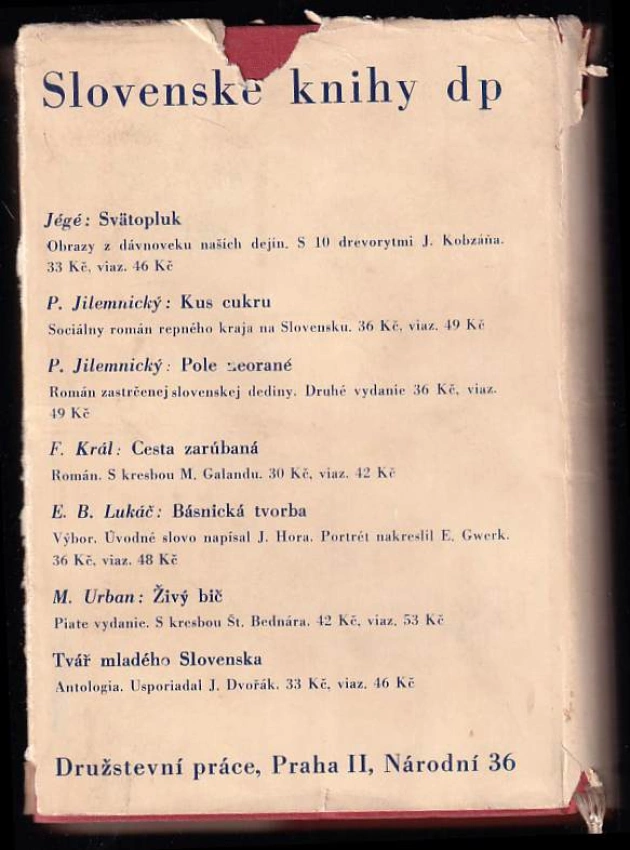 Slovenské knihy dp
Jégé: Svätopluk
Obrazy z dávnoveku našich dejín. S 10 drevorytmi J. Kobzáňa.
33 Kč, viaz. 46 Kč
P. Jilemnický: Kus cukru
Sociálny román repného kraja na Slovensku. 36 Kč, viaz. 49 Kč
P. Jilemnický: Pole neorané
Román zastrčenej slovenskej dediny. Druhé vydanie 36 Kč, viaz.
49 Kč
F. Král: Cesta zarúbaná
Román. S kresbou M. Galandu. 30 Kč, viaz. 42 Kč
E. B. Lukáč: Básnická tvorba
Výbor. Úvodné slovo napísal J. Hora. Portrét nakreslil E. Gwerk.
36 Kč, viaz. 48 Kč
M. Urban: Živý bič
Piate vydanie. S kresbou Št. Bednára. 42 Kč, viaz. 53 Kč
Tvář mladého Slovenska
Antologia. Usporiadal J. Dvořák. 33 Kč, viaz. 46 Kč
Družstevní práce, Praha II, Národní 36